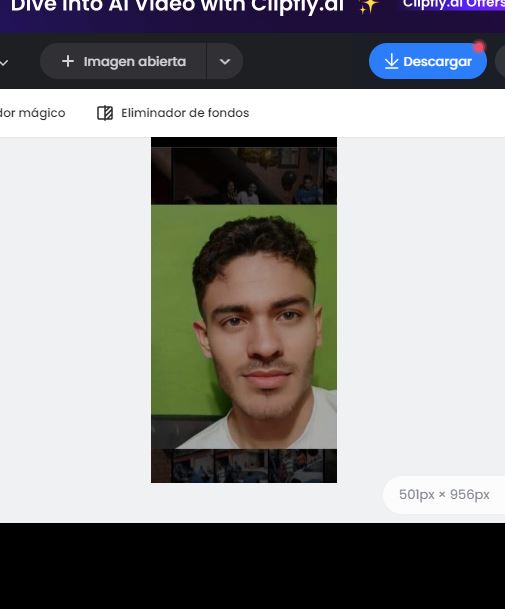 Dive into AI Video with Clipfly.ai ✨ Clipfly.ai Offers
+ Imagen abierta
Descargar
dor mágico
Eliminador de fondos
501px × 956px